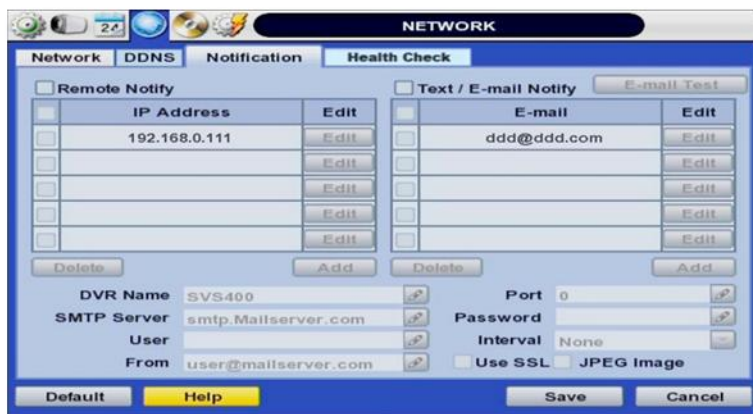 24
NETWORK
Network DDNS Notification Health Check
Remote Notify
Text / E-mail Notify E-mail Test
IP Address Edit
E-mail Edit
192.168.0.111 Edit
ddd@ddd.com Edit
Edit
Edit
Edit
Edit
Edit
Edit
Edit
Edit
Delete Add
Delete Add
DVR Name SVS400
Port 0
SMTP Server smtp.Mailserver.com
Password
User
Interval None
From user@mailserver.com
Use SSL JPEG Image
Default Help Save Cancel